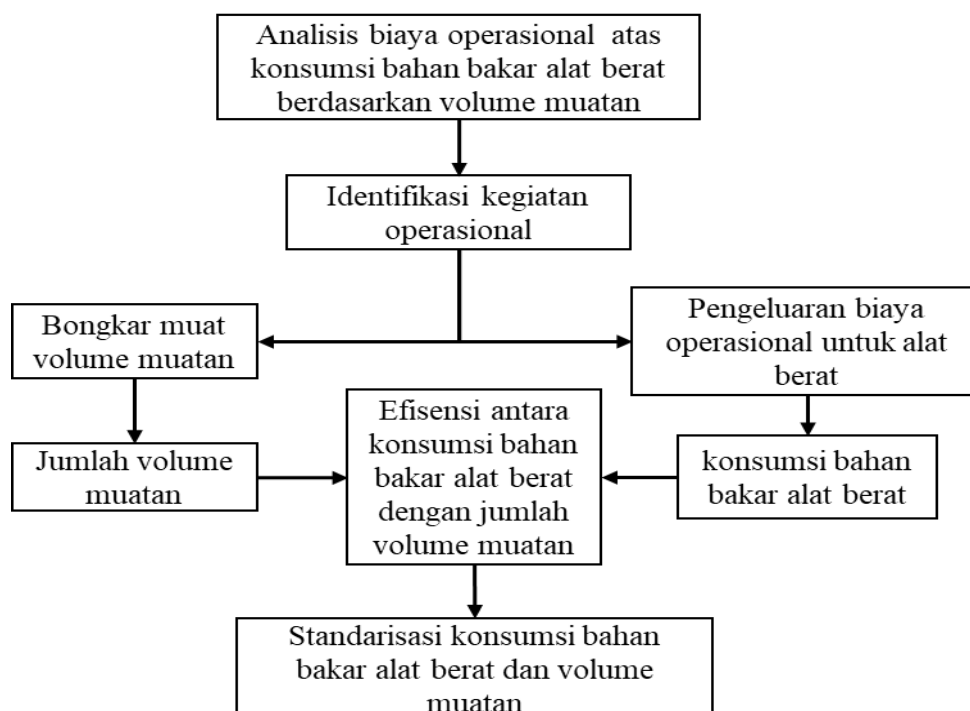 Analisis biaya operasional atas
konsumsi bahan bakar alat berat
berdasarkan volume muatan
Identifikasi kegiatan
operasional
Bongkar muat
volume muatan
Pengeluaran biaya
operasional untuk alat
berat
Jumlah volume
muatan
Efisensi antara
konsumsi bahan
bakar alat berat
dengan jumlah
volume muatan
konsumsi bahan
bakar alat berat
Standarisasi konsumsi bahan
bakar alat berat dan volume
muatan